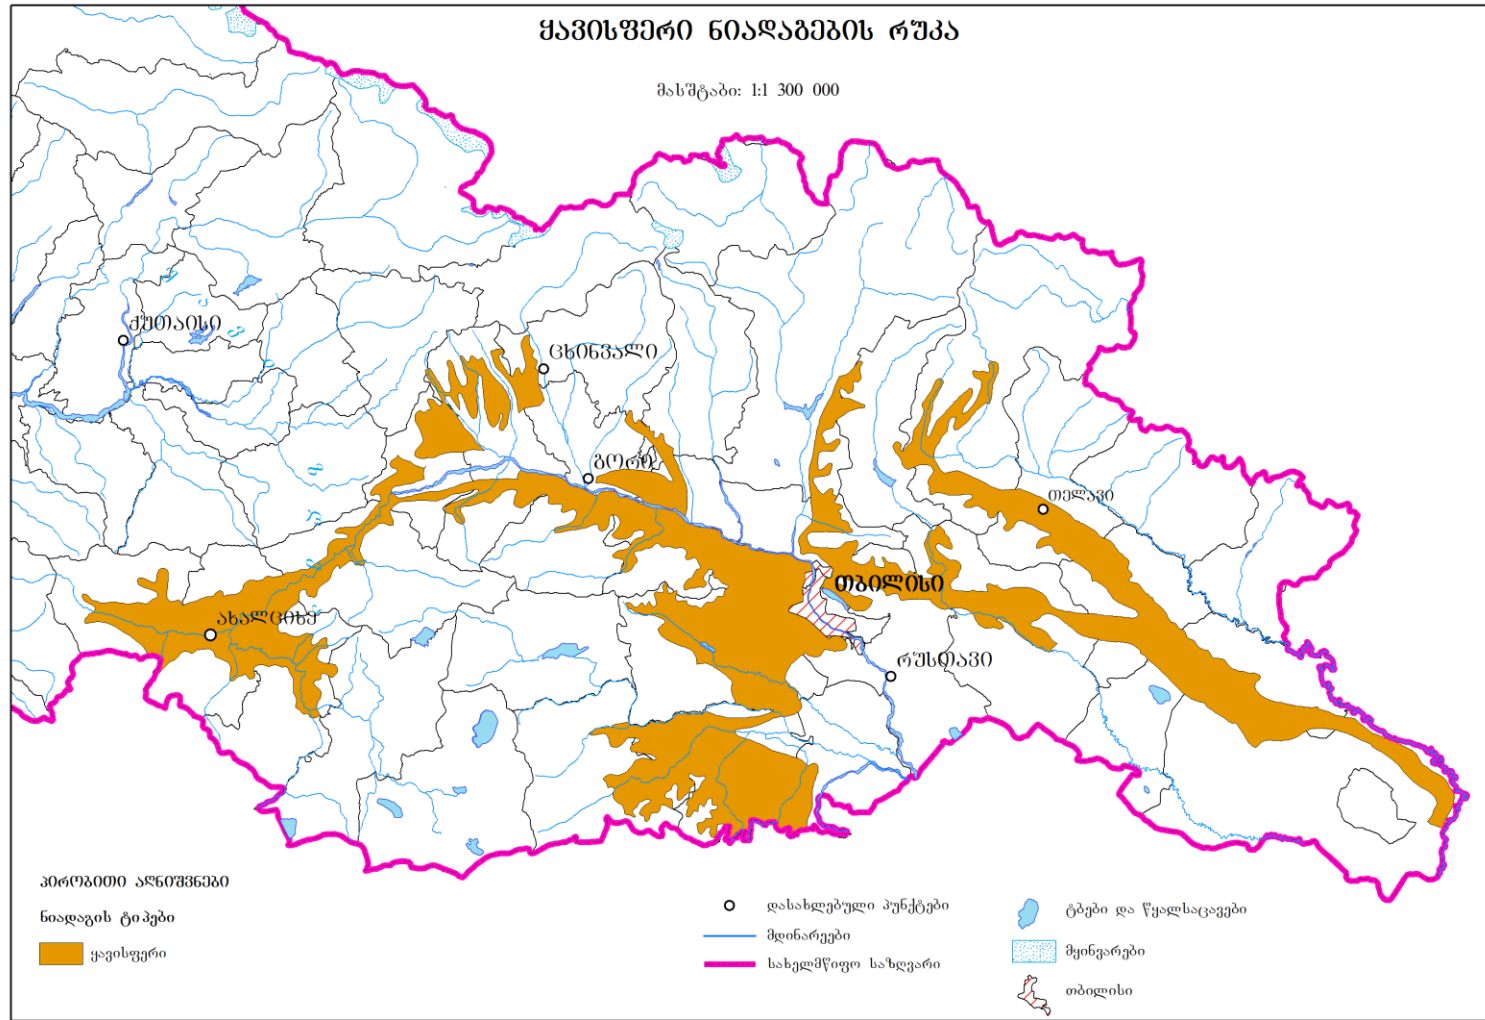 ყავისფერი ნიადაგების რუკა
მასშტაბი: 1:1 300 000
ქუთაისი
ცხინვალი
გორი
თელავი
თბილისი
ახალციხე
რუსთავი
პირობითი აღნიშვნები
ნიადაგის ტიპები
ყავისფერი
დასახლებული პუნქტები
მდინარეები
სახელმწიფო საზღვარი
ტბები და წყალსაცავები
მყინვარები
თბილისი